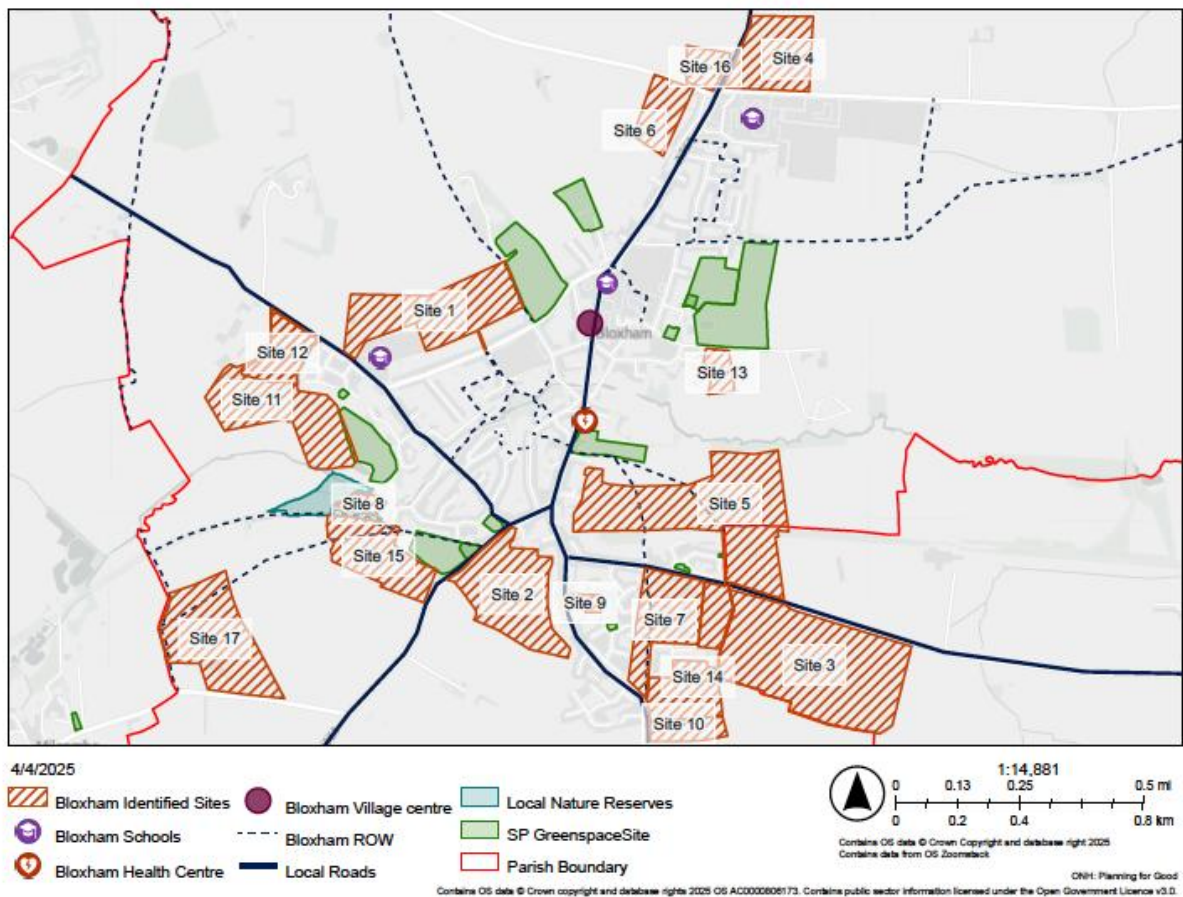 Site 16
Site 4
Site 6
Site 1
Bloxham
Site 12
Site 13
Site 11
Site 8
Site 5
Site 15
Site 2
Site 9
Site 7
Site 17
Site 3
Site 14
Site 10
4/4/2025
Bloxham Identified Sites
Bloxham Schools
Bloxham Health Centre
Bloxham Village centre
Bloxham ROW
Local Roads
Local Nature Reserves
SP GreenspaceSite
Parish Boundary
1:14,881
0 0.13 0.25 0.5 mi
0 0.2 0.4 0.8 km
Contains OS data © Crown Copyright and database right 2025
Contains data from OS Zoomstack
ONH: Planning for Good
Contains OS data © Crown copyright and database rights 2025 OS AC0000806173. Contains public sector information licensed under the Open Government Licence v3.0.